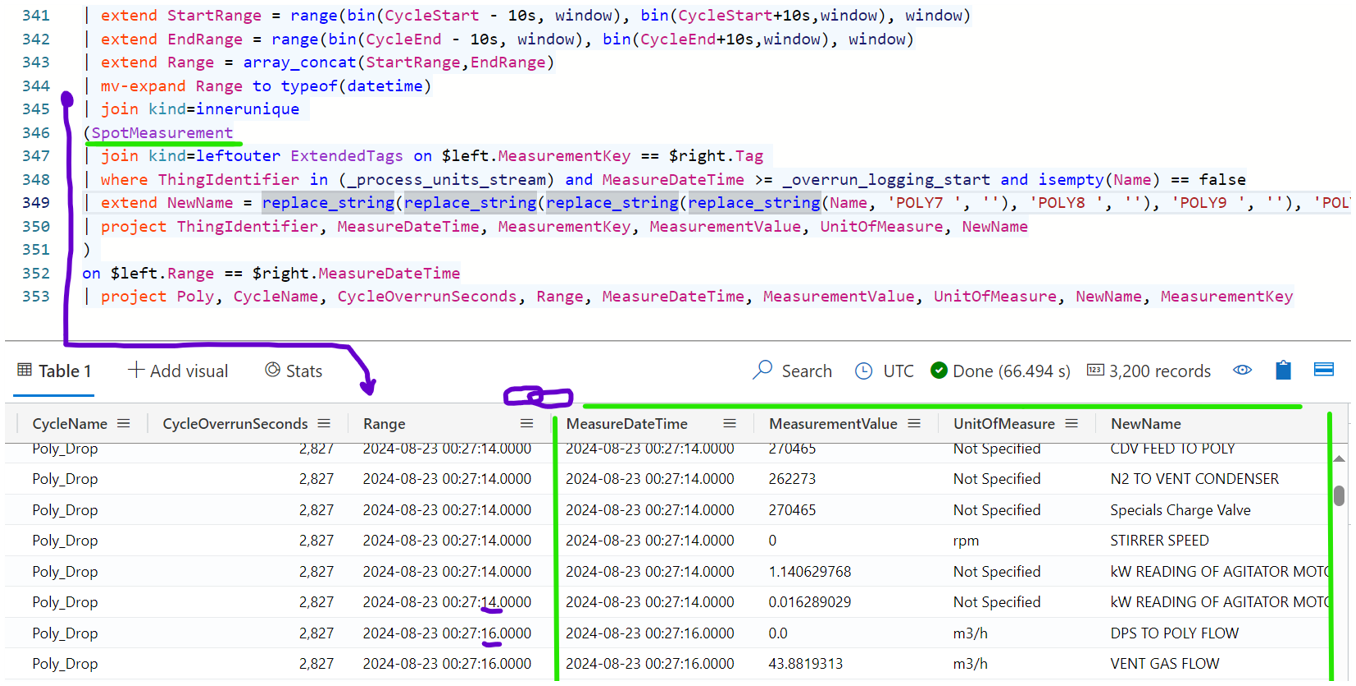 341 | extend StartRange = range(bin(CycleStart - 10s, window), bin(CycleStart+10s,window), window)
342 | extend EndRange = range(bin(CycleEnd - 10s, window), bin(CycleEnd+10s,window), window)
343 | extend Range = array_concat(StartRange,EndRange)
344 | mv-expand Range to typeof(datetime)
345 | join kind=innerunique
346 (SpotMeasurement
347 | join kind=leftouter ExtendedTags on $left.MeasurementKey == $right.Tag
348 | where ThingIdentifier in (_process_units_stream) and MeasureDateTime >= _overrun_logging_start and isempty(Name) == false
349 | extend NewName = replace_string(replace_string(replace_string(replace_string(Name, 'POLY7 ', ''), 'POLY8 ', ''), 'POLY9 ', ''), 'POL
350 | project ThingIdentifier, MeasureDateTime, MeasurementKey, MeasurementValue, UnitOfMeasure, NewName
351 )
352 on $left.Range == $right.MeasureDateTime
353 | project Poly, CycleName, CycleOverrunSeconds, Range, MeasureDateTime, MeasurementValue, UnitOfMeasure, NewName, MeasurementKey
Table 1 + Add visual Stats Search UTC Done (66.494 s) 123 3,200 records
CycleName CycleOverrunSeconds Range MeasureDateTime MeasurementValue UnitOfMeasure NewName
Poly_Drop 2,827 2024-08-23 00:27:14.0000 2024-08-23 00:27:14.0000 270465 Not Specified CDV FEED TO POLY
Poly_Drop 2,827 2024-08-23 00:27:14.0000 2024-08-23 00:27:14.0000 262273 Not Specified N2 TO VENT CONDENSER
Poly_Drop 2,827 2024-08-23 00:27:14.0000 2024-08-23 00:27:14.0000 270465 Not Specified Specials Charge Valve
Poly_Drop 2,827 2024-08-23 00:27:14.0000 2024-08-23 00:27:14.0000 0 rpm STIRRER SPEED
Poly_Drop 2,827 2024-08-23 00:27:14.0000 2024-08-23 00:27:14.0000 1.140629768 Not Specified kW READING OF AGITATOR MOTO
Poly_Drop 2,827 2024-08-23 00:27:14.0000 2024-08-23 00:27:14.0000 0.016289029 Not Specified kW READING OF AGITATOR MOTO
Poly_Drop 2,827 2024-08-23 00:27:16.0000 2024-08-23 00:27:16.0000 0.0 m3/h DPS TO POLY FLOW
Poly_Drop 2,827 2024-08-23 00:27:16.0000 2024-08-23 00:27:16.0000 43.8819313 m3/h VENT GAS FLOW